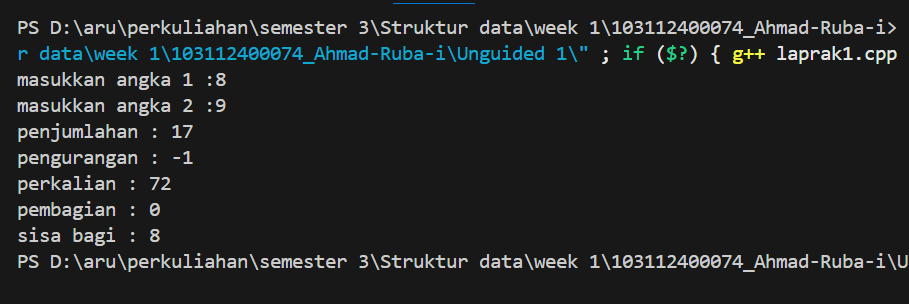 PS D:\aru\perkuliahan\semester 3\Struktur data\week 1\103112400074_Ahmad-Ruba-i>
r data\week 1\103112400074_Ahmad-Ruba-i\Unguided 1\" ; if ($?) { g++ laprak1.cpp
masukkan angka 1 :8
masukkan angka 2 :9
penjumlahan : 17
pengurangan : -1
perkalian : 72
pembagian : 0
sisa bagi : 8
PS D:\aru\perkuliahan\semester 3\Struktur data\week 1\103112400074_Ahmad-Ruba-i\U